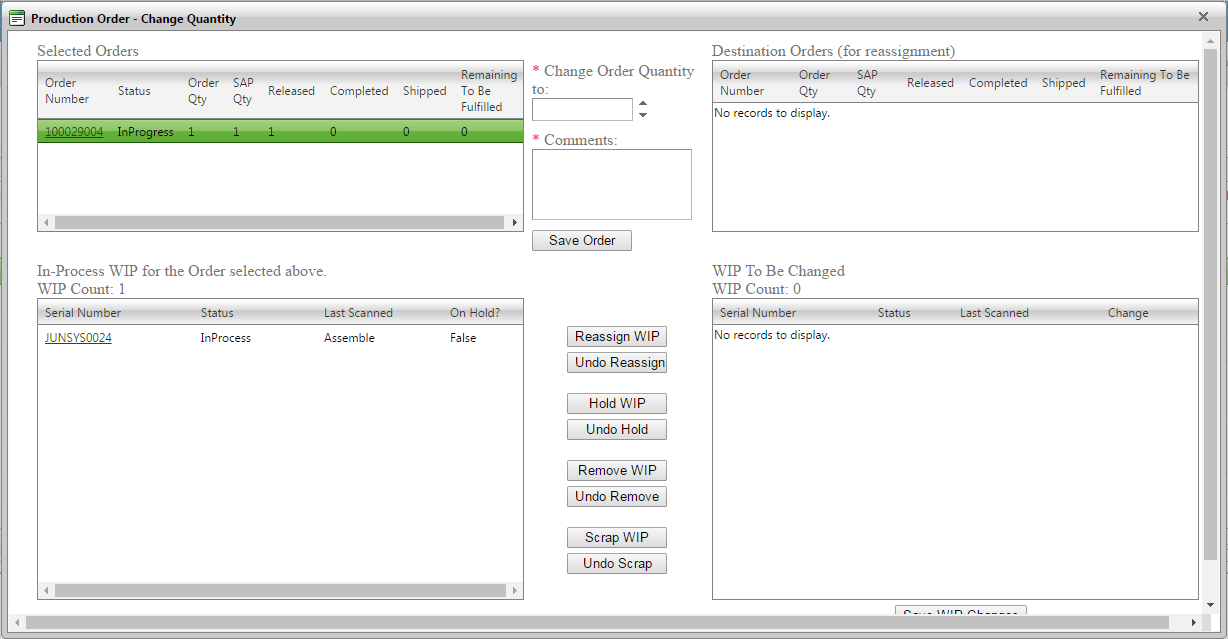 Production Order - Change Quantity
Selected Orders
Order Number Status Order Qty SAP Qty Released Completed Shipped Remaining To Be Fulfilled
100029004 InProgress 1 1 1 0 0 0
* Change Order Quantity
to:
* Comments:
Save Order
Destination Orders (for reassignment)
Order Number Order Qty SAP Qty Released Completed Shipped Remaining To Be Fulfilled
No records to display.
In-Process WIP for the Order selected above.
WIP Count: 1
Serial Number Status Last Scanned On Hold?
JUNSYS0024 InProcess Assemble False
Reassign WIP
Undo Reassign
Hold WIP
Undo Hold
Remove WIP
Undo Remove
Scrap WIP
Undo Scrap
WIP To Be Changed
WIP Count: 0
Serial Number Status Last Scanned Change
No records to display.
Save WIP Changes